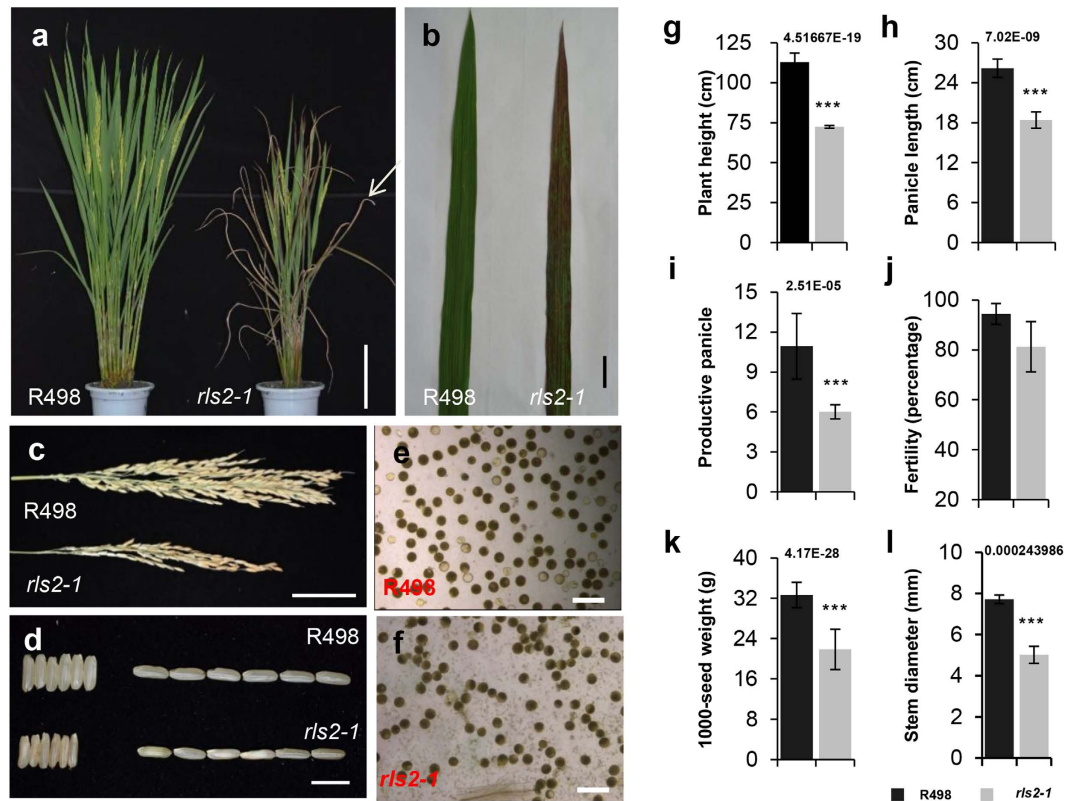 a
R498
rls2-1
b
R498
rls2-1
c
R498
rls2-1
d
R498
rls2-1
e
R498
f
rls2-1
g
4.51667E-19
Plant height (cm)
125
100
75
50
25
0
***
h
7.02E-09
Panicle length (cm)
30
24
18
12
6
0
***
i
2.51E-05
Productive panicle
15
12
9
6
3
0
***
j
Fertility (percentage)
100
80
60
40
20
k
4.17E-28
1000-seed weight (g)
40
32
24
16
8
0
***
l
0.000243986
Stem diameter (mm)
10
8
6
4
2
0
***
R498 rls2-1